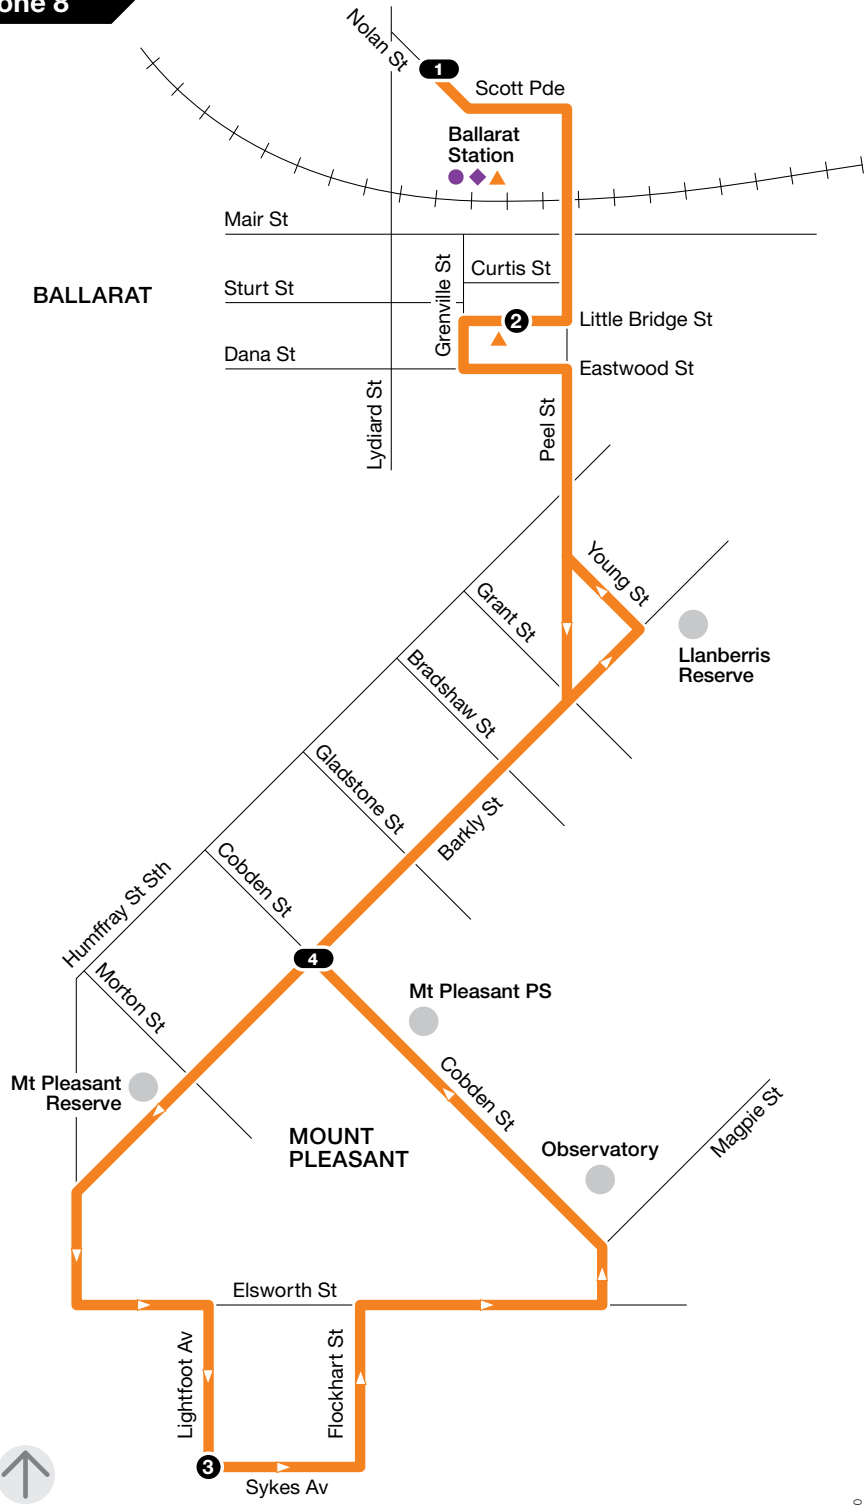 one 8
Nolan St
1
Scott Pde
Ballarat
Station
Mair St
Curtis St
Grenville St
BALLARAT
Sturt St
2
Little Bridge St
Dana St
Eastwood St
Lydiard St
Peel St
Young St
Grant St
Llanberris
Reserve
Bradshaw St
Gladstone St
Barkly St
Cobden St
Humffray St Sth
4
Morton St
Mt Pleasant PS
Mt Pleasant
Reserve
Cobden St
Magpie St
MOUNT
PLEASANT
Observatory
Elsworth St
Lightfoot Av
Flockhart St
3
Sykes Av